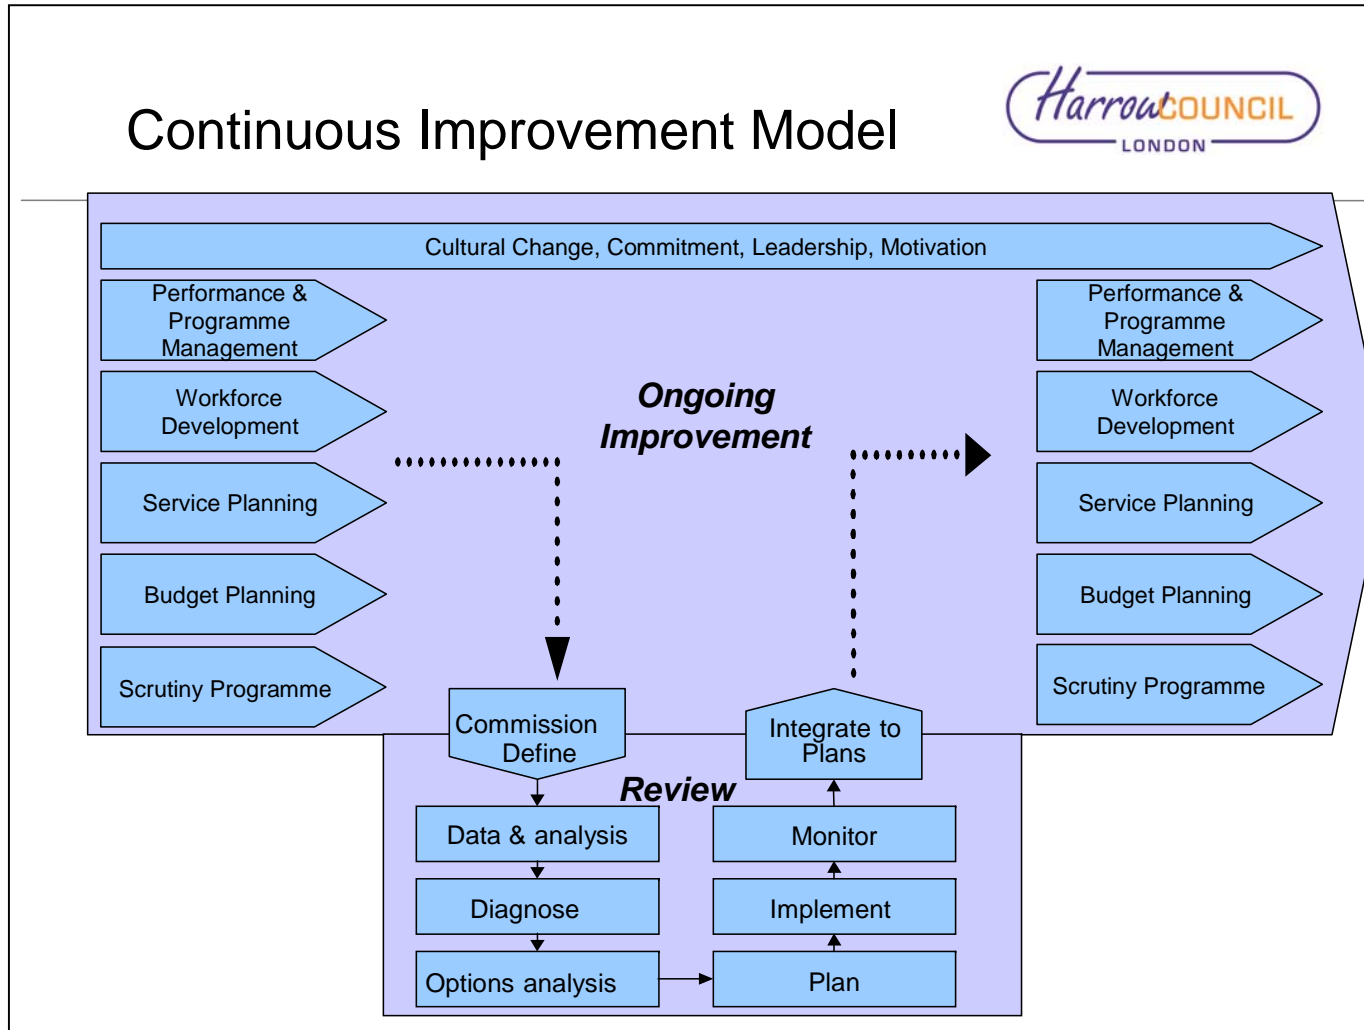 Continuous Improvement Model
HarrowCOUNCIL
LONDON
Cultural Change, Commitment, Leadership, Motivation
Performance &
Programme
Management
Workforce
Development
Service Planning
Budget Planning
Scrutiny Programme
Ongoing
Improvement
Performance &
Programme
Management
Workforce
Development
Service Planning
Budget Planning
Scrutiny Programme
Commission
Define
Review
Data & analysis
Diagnose
Options analysis
Plan
Implement
Monitor
Integrate to
Plans